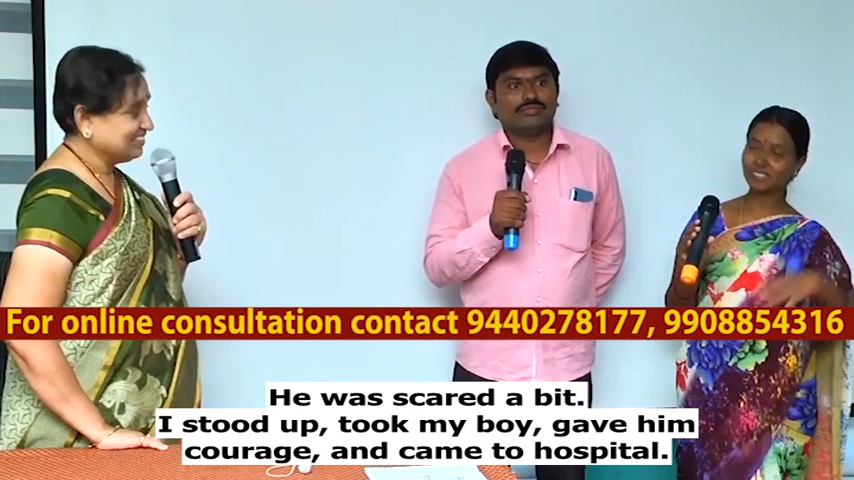 For online consultation contact 9440278177, 9908854316
He was scared a bit.
I stood up, took my boy, gave him
courage, and came to hospital.